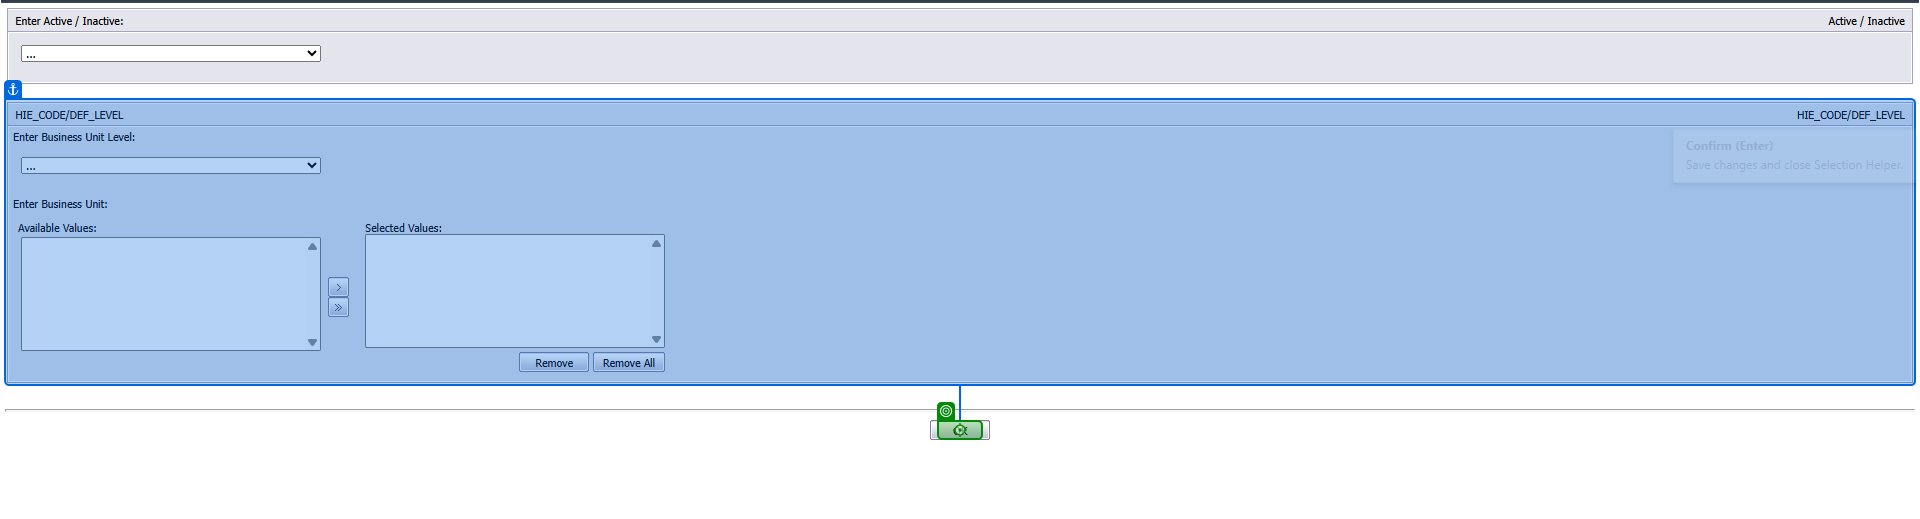 Enter Active / Inactive:
Active / Inactive
...
HIE_CODE/DEF_LEVEL
HIE_CODE/DEF_LEVEL
Enter Business Unit Level:
Confirm (Enter)
Save changes and close Selection Helper.
...
Enter Business Unit:
Available Values:
Selected Values:
>
»
Remove
Remove All